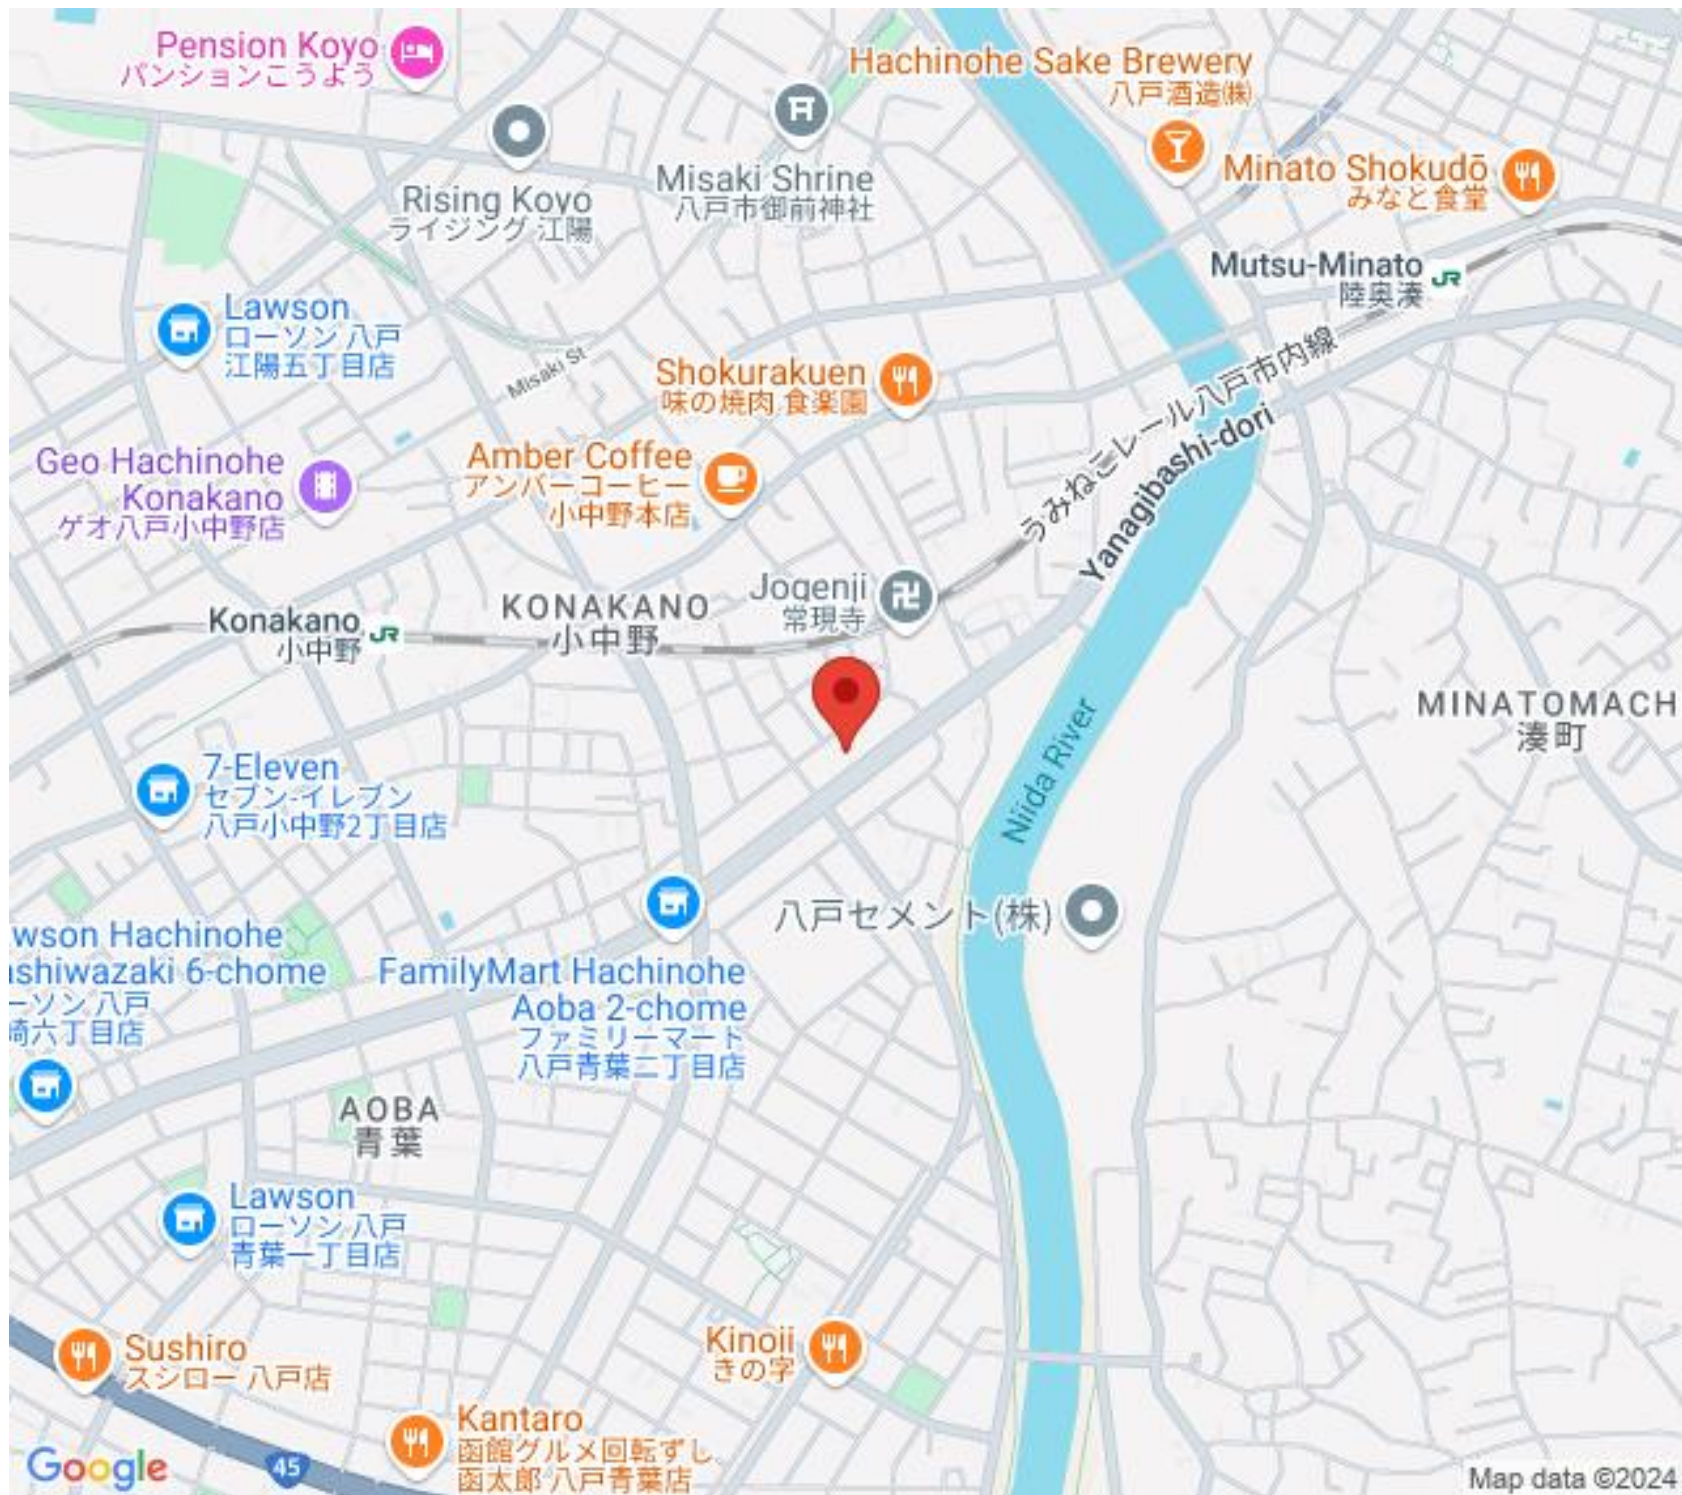 Pension Koyo
パンションこうよう
Hachinohe Sake Brewery
八戸酒造㈱
Rising Koyo
ライジング 江陽
Misaki Shrine
八戸市御前神社
Minato Shokudō
みなと食堂
Mutsu-Minato
JR
陸奥湊
Lawson
ローソン 八戸
江陽五丁目店
Misaki St
Shokurakuen
味の焼肉 食楽園
うみねこレール八戸市内線
Yanagibashi-dori
Geo Hachinohe
Konakano
ゲオ八戸小中野店
Amber Coffee
アンバーコーヒー
小中野本店
Jogenji
常現寺
Konakano
JR
小中野
KONAKANO
小中野
Niida River
MINATOMACH
湊町
7-Eleven
セブン-イレブン
八戸小中野2丁目店
八戸セメント(株)
wson Hachinohe
ashiwazaki 6-chome
ーソン 八戸
崎六丁目店
FamilyMart Hachinohe
Aoba 2-chome
ファミリーマート
八戸青葉二丁目店
AOBA
青葉
Lawson
ローソン 八戸
青葉一丁目店
Sushiro
スシロー 八戸店
Kinoji
きの字
Kantaro
函館グルメ回転ずし
函太郎 八戸青葉店
45
Google
Map data ©2024